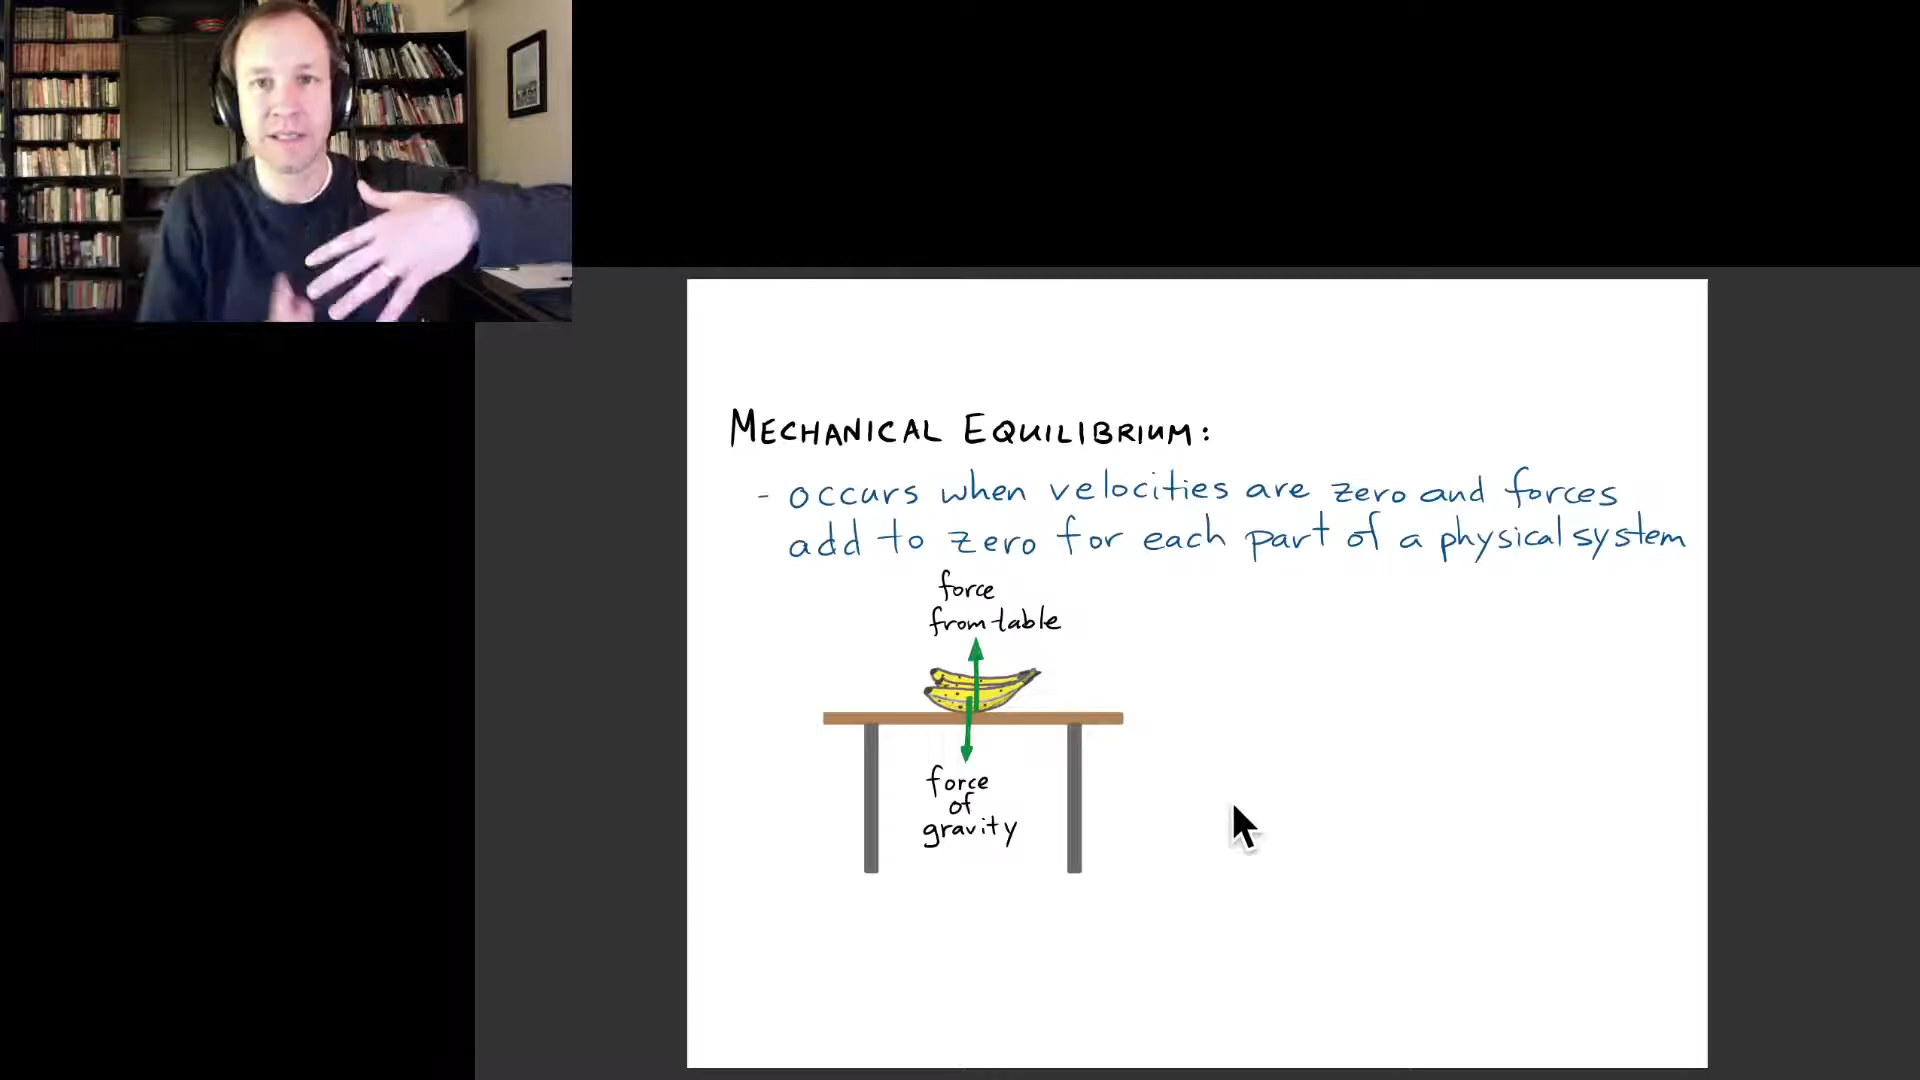 MECHANICAL EQUILIBRIUM:
- occurs when velocities are zero and forces
add to zero for each part of a physical system
force
from table
force
of
gravity